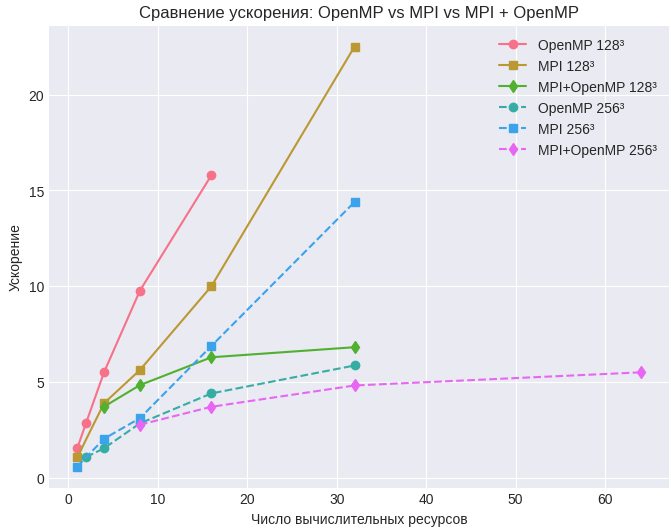 Сравнение ускорения: OpenMP vs MPI vs MPI + OpenMP
OpenMP 128³
MPI 128³
MPI+OpenMP 128³
OpenMP 256³
MPI 256³
MPI+OpenMP 256³
Ускорение
20
15
10
5
0
0 10 20 30 40 50 60
Число вычислительных ресурсов